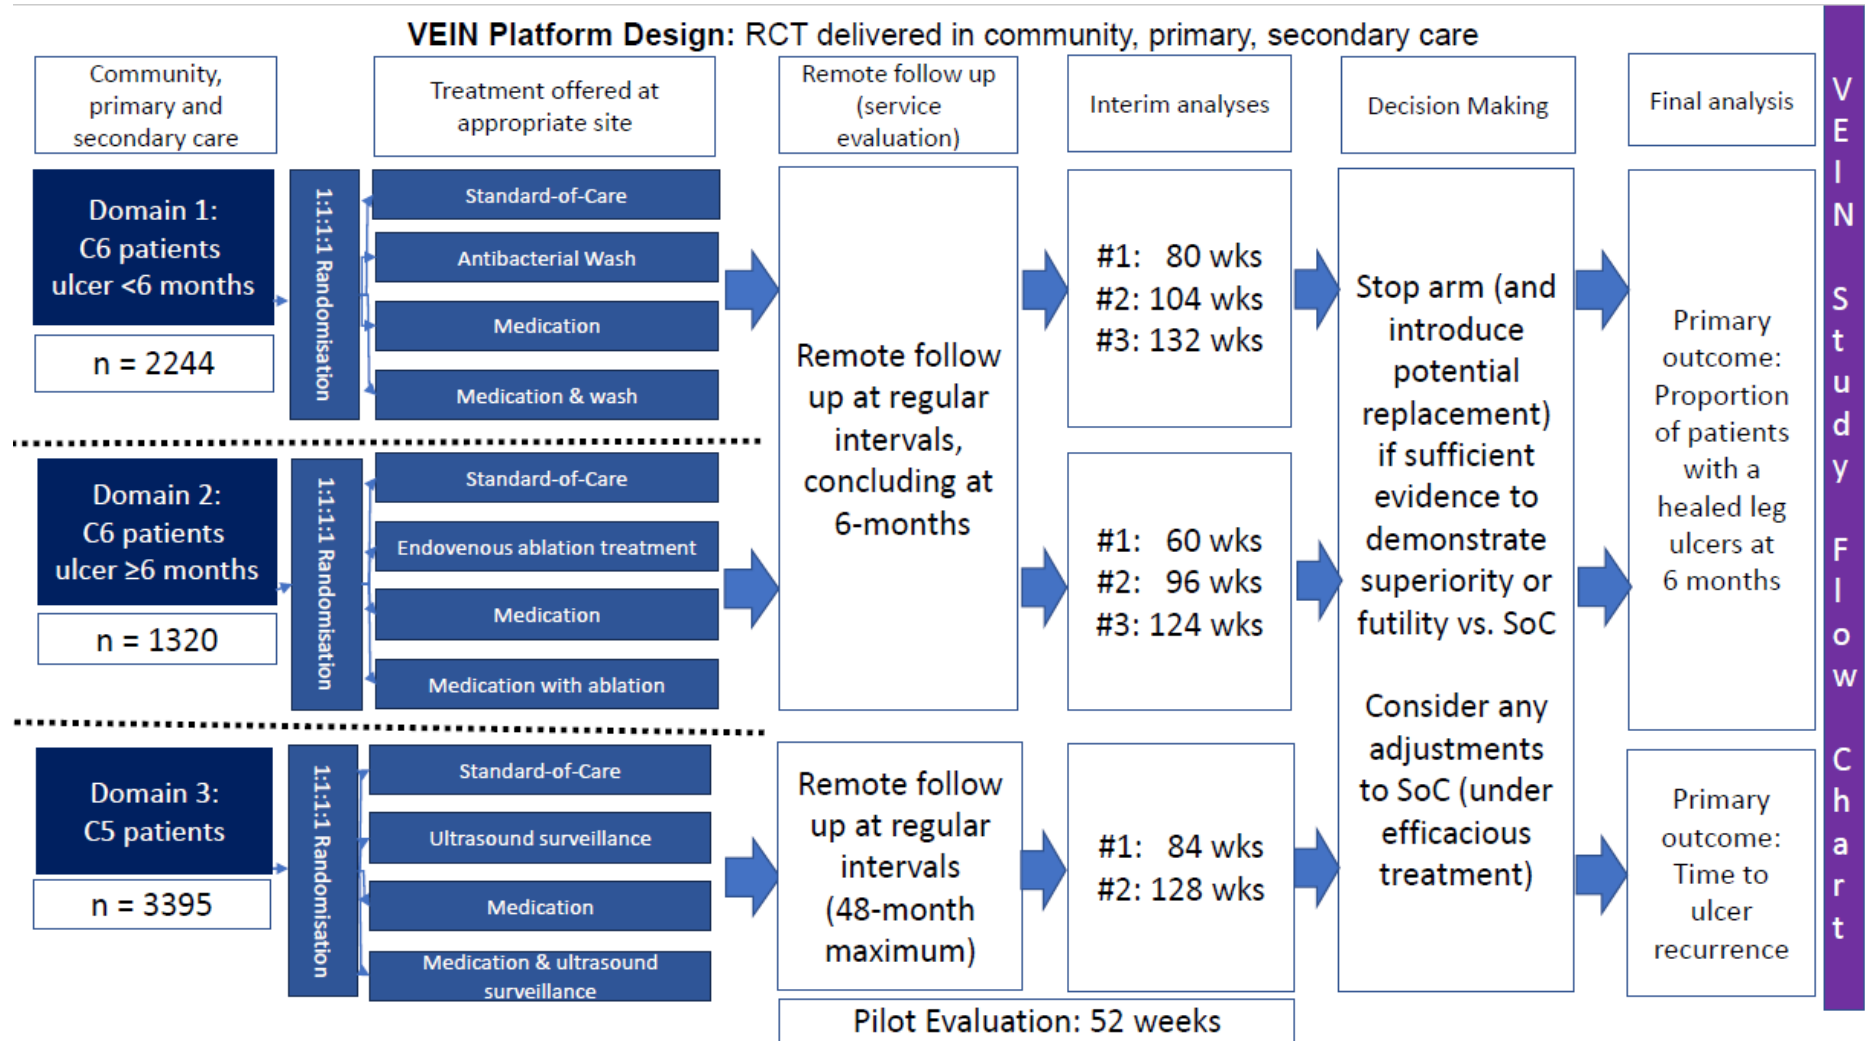 VEIN Platform Design: RCT delivered in community, primary, secondary care
Community,
primary and
secondary care
Treatment offered at
appropriate site
Remote follow up
(service
evaluation)
Interim analyses
Decision Making
Final analysis
Domain 1:
C6 patients
ulcer <6 months
n = 2244
1:1:1:1 Randomisation
Standard-of-Care
Antibacterial Wash
Medication
Medication & wash
Domain 2:
C6 patients
ulcer ≥6 months
n = 1320
1:1:1:1 Randomisation
Standard-of-Care
Endovenous ablation treatment
Medication
Medication with ablation
Domain 3:
C5 patients
n = 3395
1:1:1:1 Randomisation
Standard-of-Care
Ultrasound surveillance
Medication
Medication & ultrasound
surveillance
Remote follow
up at regular
intervals,
concluding at
6-months
Remote follow
up at regular
intervals
(48-month
maximum)
#1: 80 wks
#2: 104 wks
#3: 132 wks
#1: 60 wks
#2: 96 wks
#3: 124 wks
#1: 84 wks
#2: 128 wks
Stop arm (and
introduce
potential
replacement)
if sufficient
evidence to
demonstrate
superiority or
futility vs. SoC
Consider any
adjustments
to SoC (under
efficacious
treatment)
Primary
outcome:
Proportion
of patients
with a
healed leg
ulcers at
6 months
Primary
outcome:
Time to
ulcer
recurrence
Pilot Evaluation: 52 weeks
VEIN Study Flow Chart